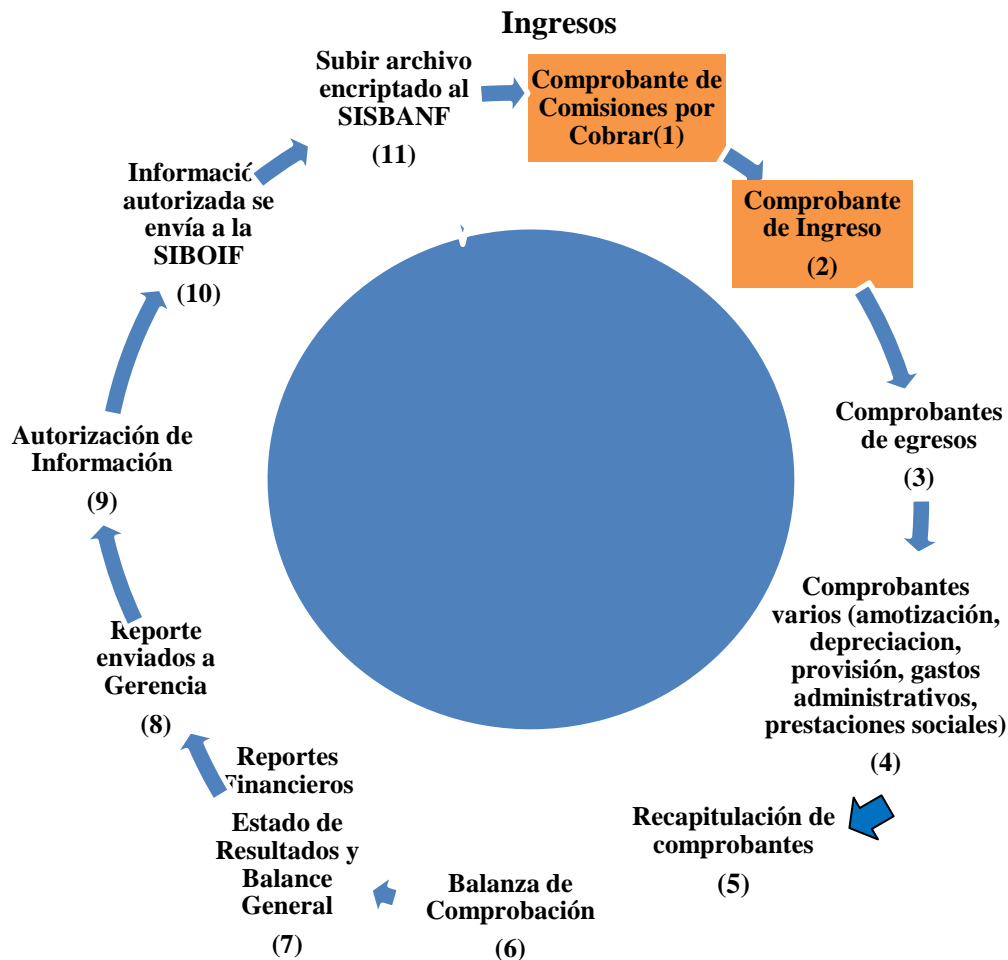 Ingresos
Comprobante de
Comisiones por
Cobrar(1)
Comprobante
de Ingreso
(2)
Comprobantes
de egresos
(3)
Comprobantes
varios (amotización,
depreciacion,
provisión, gastos
administrativos,
prestaciones sociales)
(4)
Recapitulación de
comprobantes
(5)
Balanza de
Comprobación
(6)
Reportes
Financieros
Estado de
Resultados y
Balance
General
(7)
Reporte
enviados a
Gerencia
(8)
Autorización de
Información
(9)
Información
autorizada se
envía a la
SIBOIF
(10)
Subir archivo
encriptado al
SISBANF
(11)